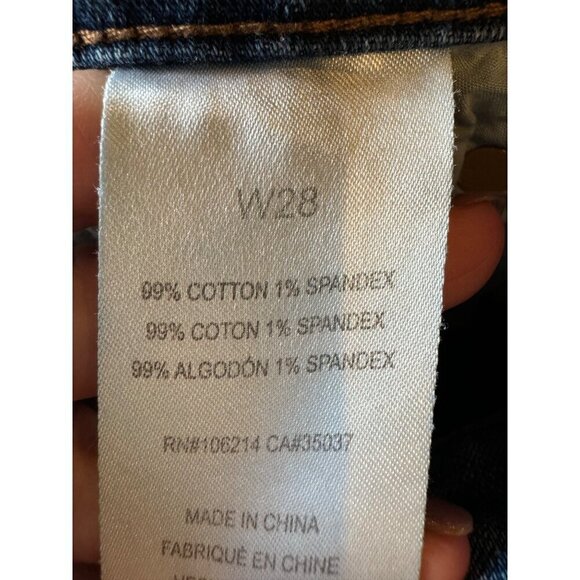 W28
99% COTTON 1% SPANDEX
99% COTON 1% SPANDEX
99% ALGODÓN 1% SPANDEX
RN#106214 CA#35037
MADE IN CHINA
FABRIQUÉ EN CHINE